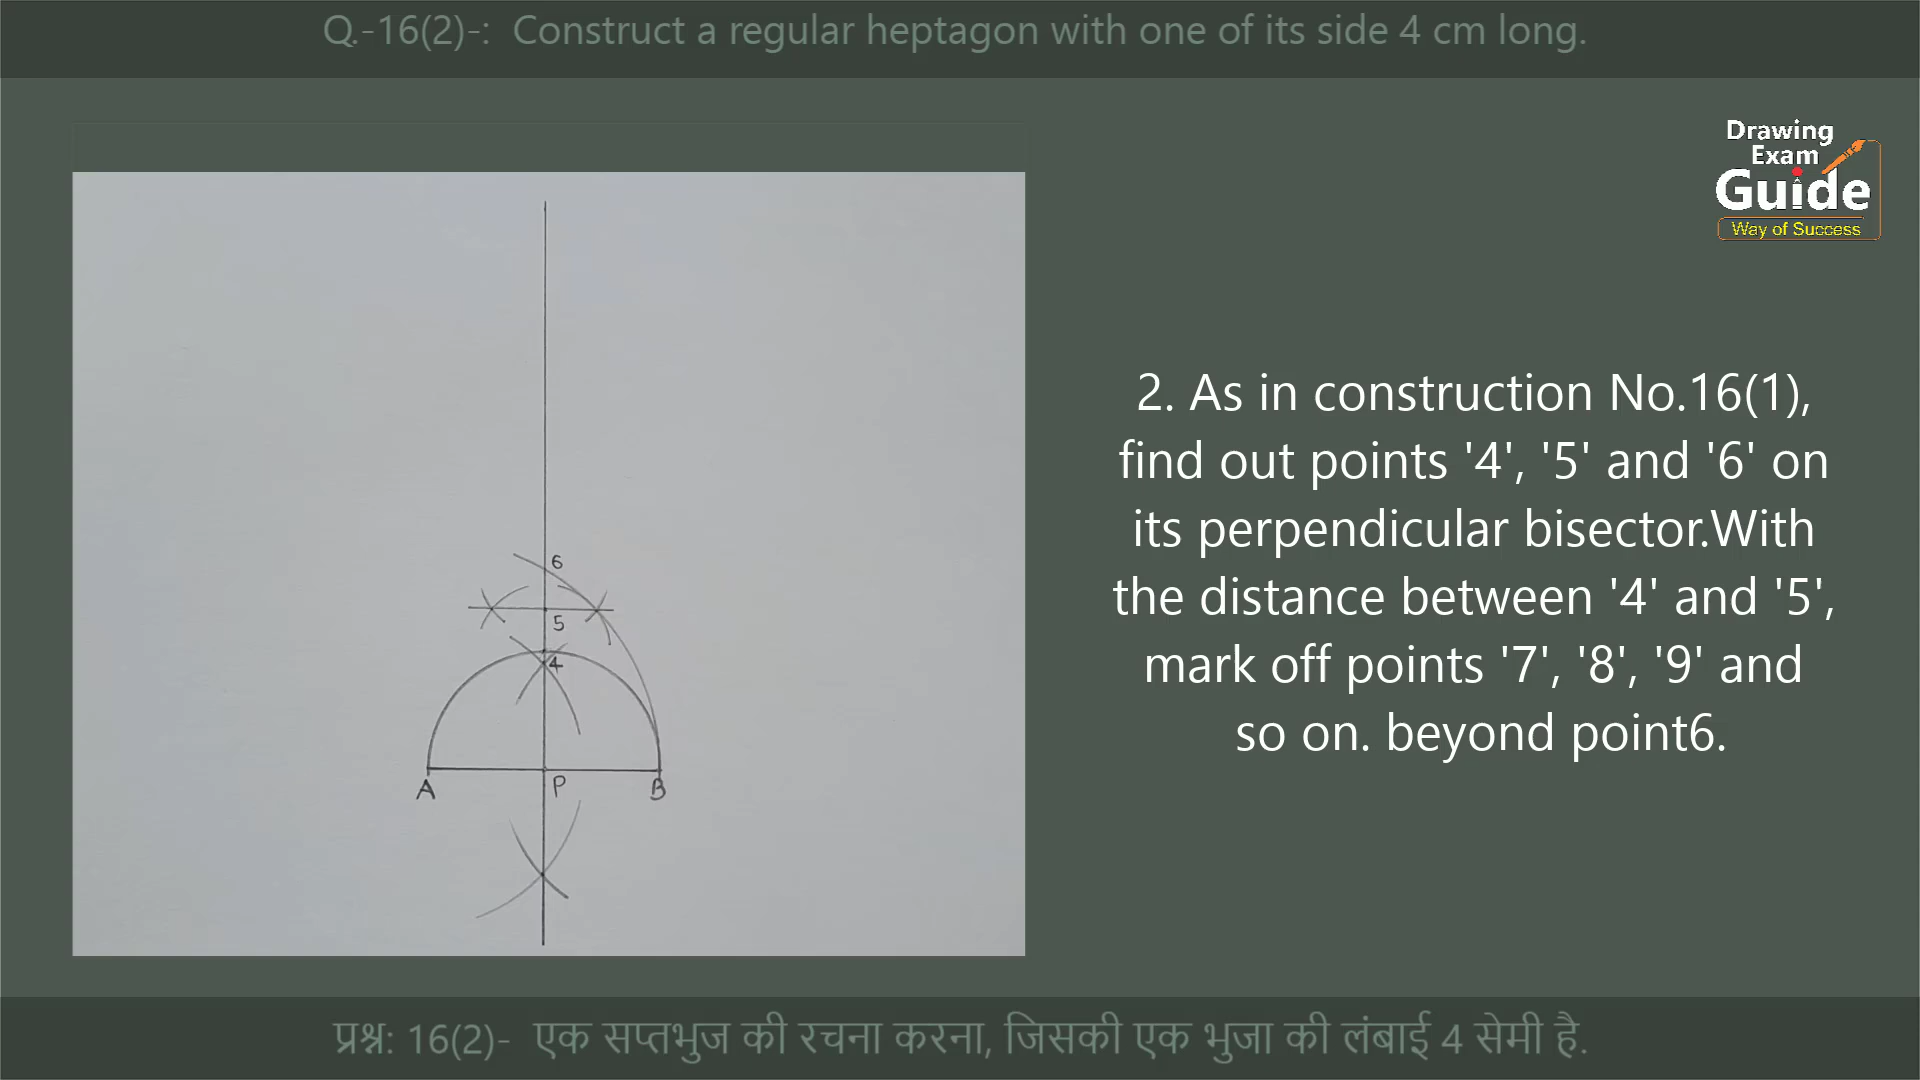 Q.-16(2)-: Construct a regular heptagon with one of its side 4 cm long.
Drawing
Exam
Guide
Way of Success
2. As in construction No.16(1),
find out points '4', '5' and '6' on
its perpendicular bisector.With
the distance between '4' and '5',
mark off points '7', '8', '9' and
so on. beyond point6.
6
5
4
A P B
प्रश्न: 16(2)- एक सप्तभुज की रचना करना, जिसकी एक भुजा की लंबाई 4 सेमी है.